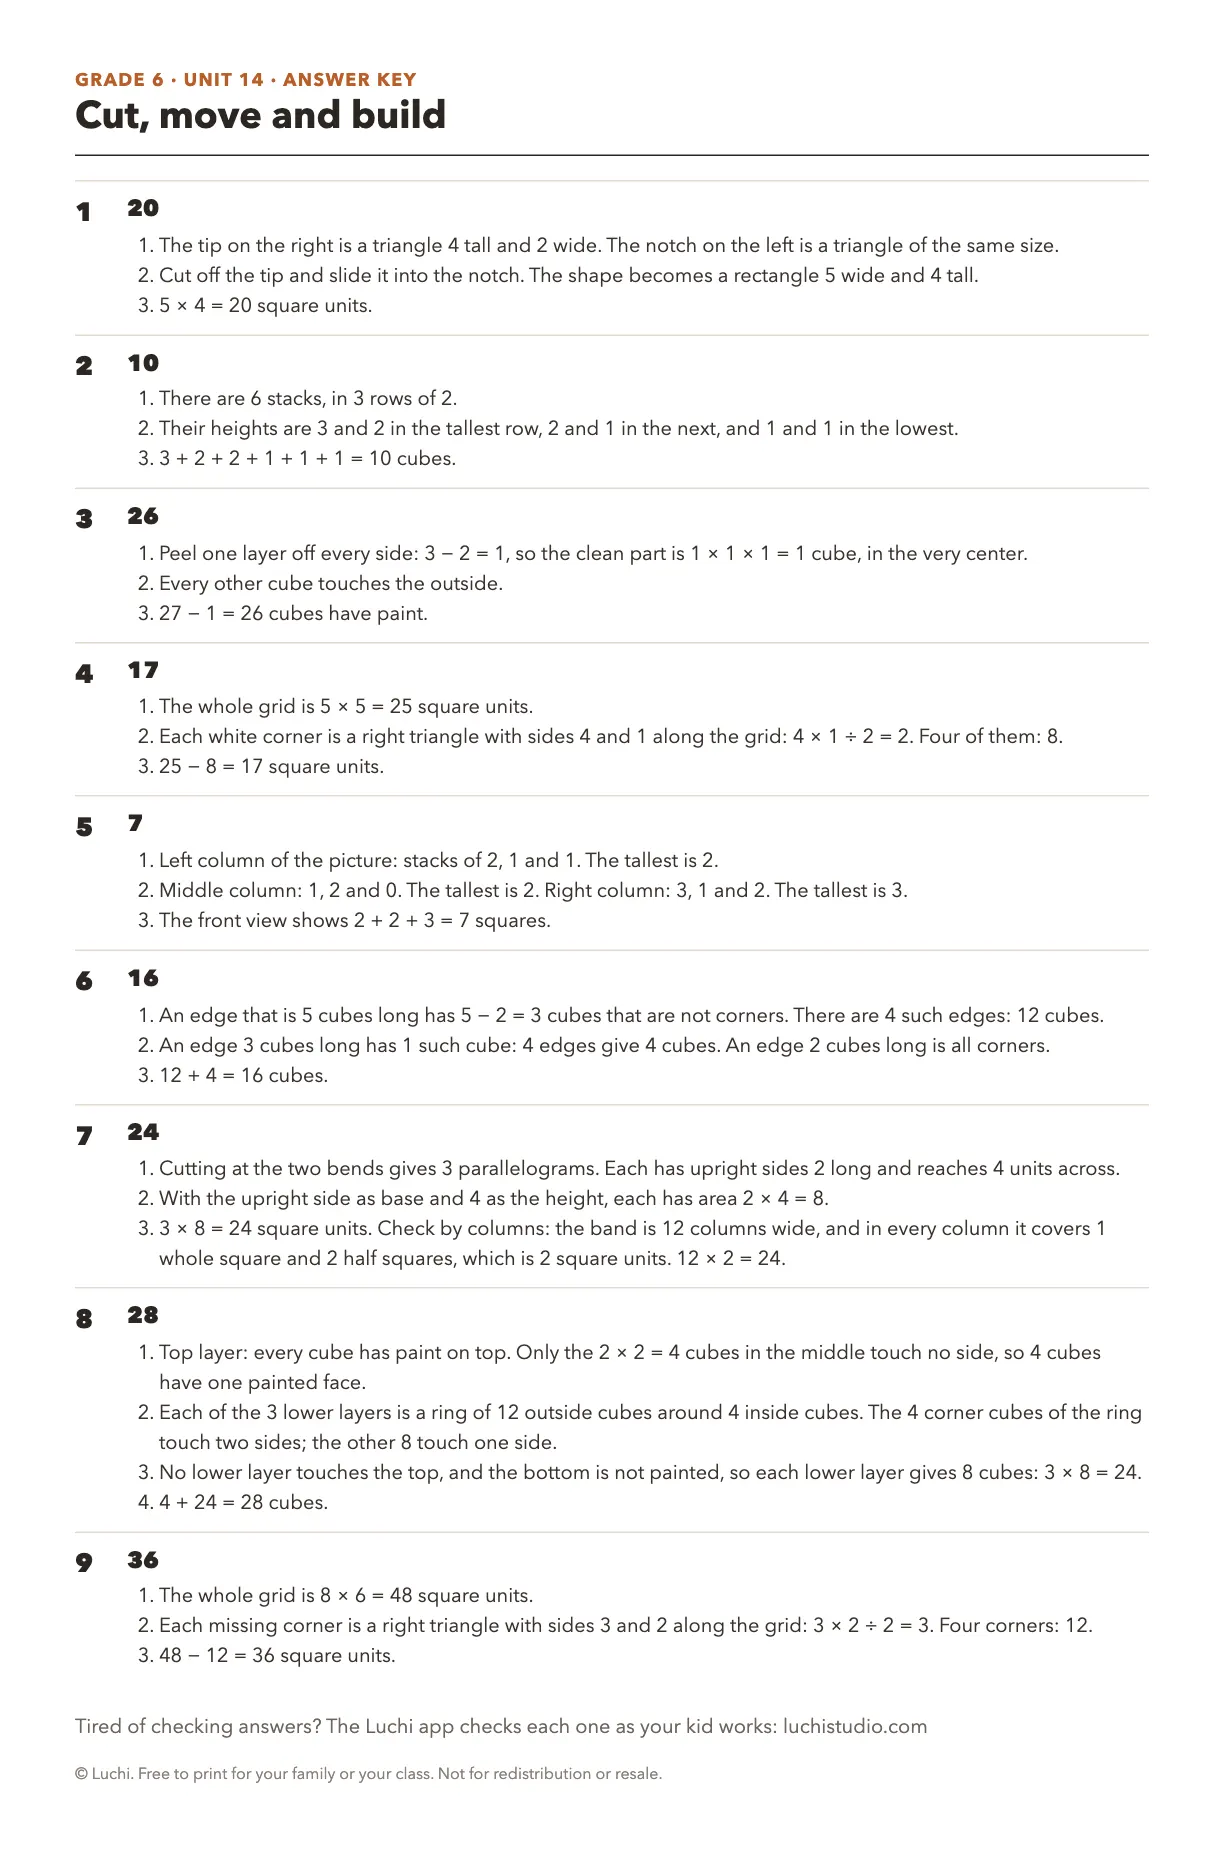 GRADE 6 · UNIT 14 · ANSWER KEY
Cut, move and build
1 20
1. The tip on the right is a triangle 4 tall and 2 wide. The notch on the left is a triangle of the same size.
2. Cut off the tip and slide it into the notch. The shape becomes a rectangle 5 wide and 4 tall.
3. 5 × 4 = 20 square units.
2 10
1. There are 6 stacks, in 3 rows of 2.
2. Their heights are 3 and 2 in the tallest row, 2 and 1 in the next, and 1 and 1 in the lowest.
3. 3 + 2 + 2 + 1 + 1 + 1 = 10 cubes.
3 26
1. Peel one layer off every side: 3 − 2 = 1, so the clean part is 1 × 1 × 1 = 1 cube, in the very center.
2. Every other cube touches the outside.
3. 27 − 1 = 26 cubes have paint.
4 17
1. The whole grid is 5 × 5 = 25 square units.
2. Each white corner is a right triangle with sides 4 and 1 along the grid: 4 × 1 ÷ 2 = 2. Four of them: 8.
3. 25 − 8 = 17 square units.
5 7
1. Left column of the picture: stacks of 2, 1 and 1. The tallest is 2.
2. Middle column: 1, 2 and 0. The tallest is 2. Right column: 3, 1 and 2. The tallest is 3.
3. The front view shows 2 + 2 + 3 = 7 squares.
6 16
1. An edge that is 5 cubes long has 5 − 2 = 3 cubes that are not corners. There are 4 such edges: 12 cubes.
2. An edge 3 cubes long has 1 such cube: 4 edges give 4 cubes. An edge 2 cubes long is all corners.
3. 12 + 4 = 16 cubes.
7 24
1. Cutting at the two bends gives 3 parallelograms. Each has upright sides 2 long and reaches 4 units across.
2. With the upright side as base and 4 as the height, each has area 2 × 4 = 8.
3. 3 × 8 = 24 square units. Check by columns: the band is 12 columns wide, and in every column it covers 1
whole square and 2 half squares, which is 2 square units. 12 × 2 = 24.
8 28
1. Top layer: every cube has paint on top. Only the 2 × 2 = 4 cubes in the middle touch no side, so 4 cubes
have one painted face.
2. Each of the 3 lower layers is a ring of 12 outside cubes around 4 inside cubes. The 4 corner cubes of the ring
touch two sides; the other 8 touch one side.
3. No lower layer touches the top, and the bottom is not painted, so each lower layer gives 8 cubes: 3 × 8 = 24.
4. 4 + 24 = 28 cubes.
9 36
1. The whole grid is 8 × 6 = 48 square units.
2. Each missing corner is a right triangle with sides 3 and 2 along the grid: 3 × 2 ÷ 2 = 3. Four corners: 12.
3. 48 − 12 = 36 square units.
Tired of checking answers? The Luchi app checks each one as your kid works: luchistudio.com
© Luchi. Free to print for your family or your class. Not for redistribution or resale.